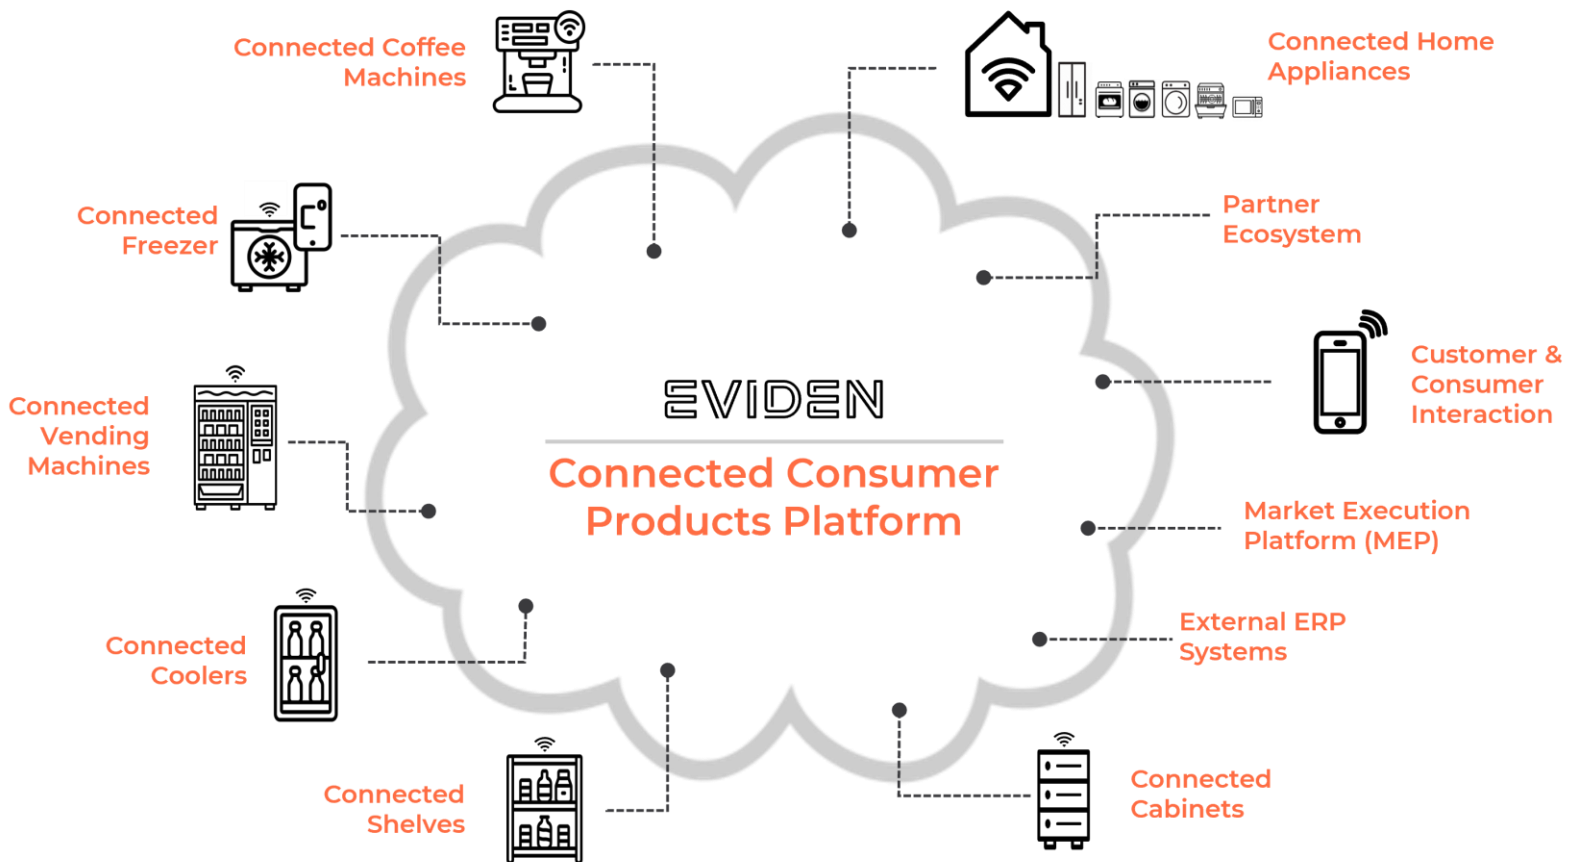 Connected Coffee
Machines
Connected Home
Appliances
Connected
Freezer
Partner
Ecosystem
Customer &
Consumer
Interaction
Connected
Vending
Machines
EVIDEN
Connected Consumer
Products Platform
Market Execution
Platform (MEP)
External ERP
Systems
Connected
Coolers
Connected
Shelves
Connected
Cabinets